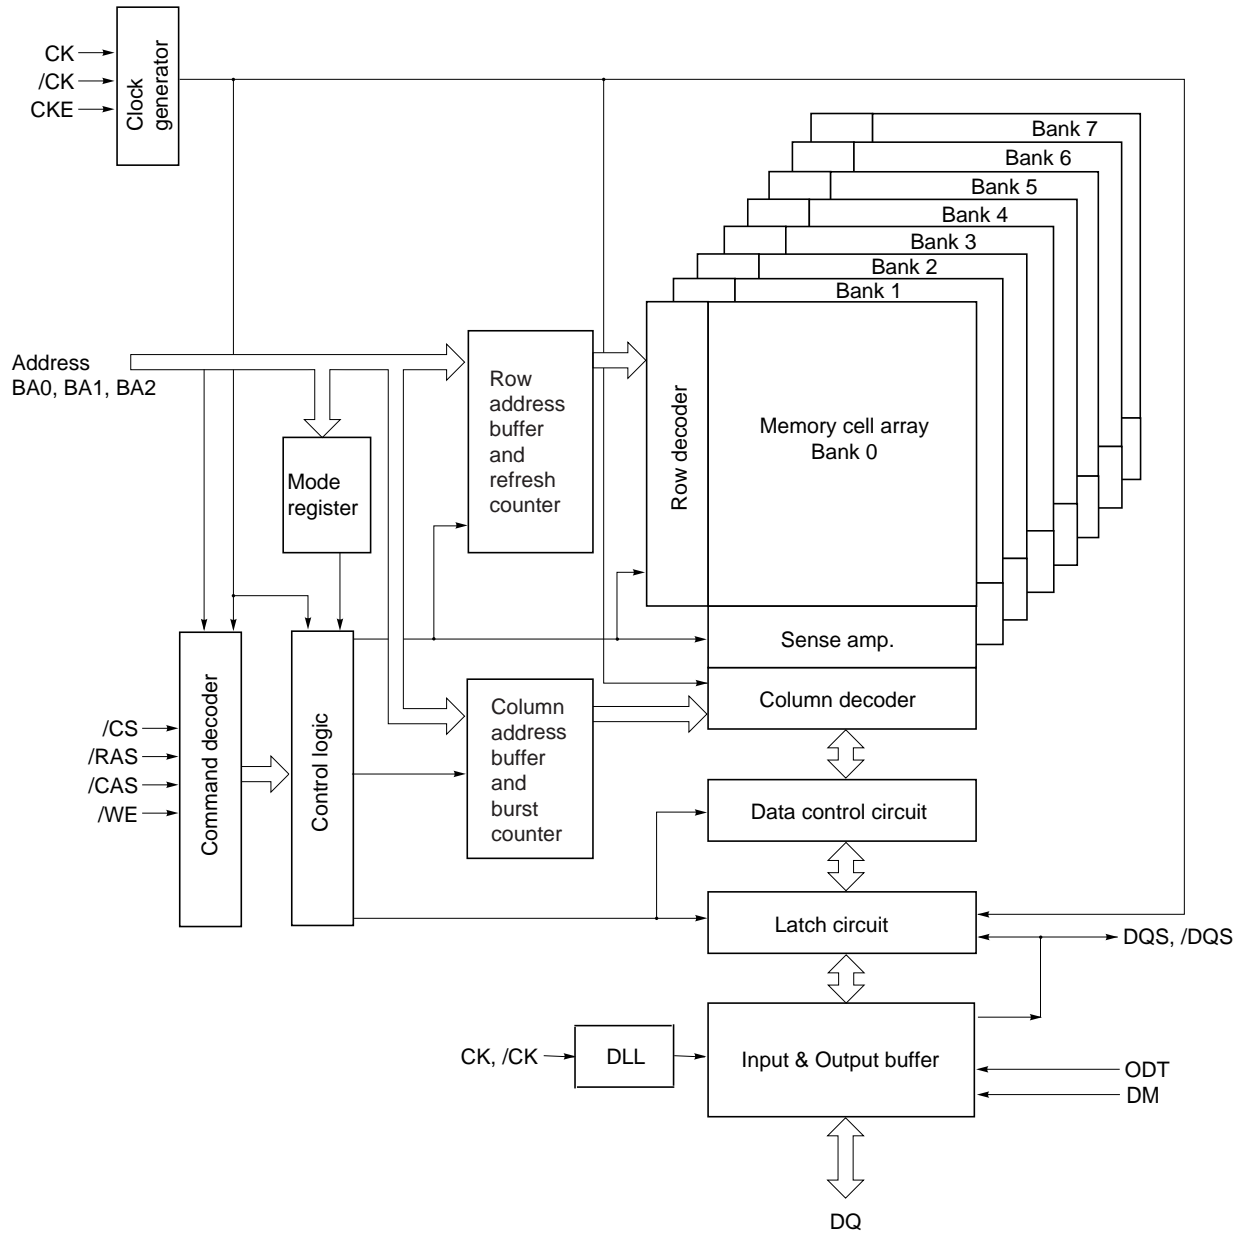 CK
/CK
CKE
Clock
generator
Bank 7
Bank 6
Bank 5
Bank 4
Bank 3
Bank 2
Bank 1
Address
BA0, BA1, BA2
Mode
register
Row
address
buffer
and
refresh
counter
Row decoder
Memory cell array
Bank 0
Sense amp.
Column decoder
/CS
/RAS
/CAS
/WE
Command decoder
Control logic
Column
address
buffer
and
burst
counter
Data control circuit
Latch circuit
DQS, /DQS
CK, /CK
DLL
Input & Output buffer
ODT
DM
DQ